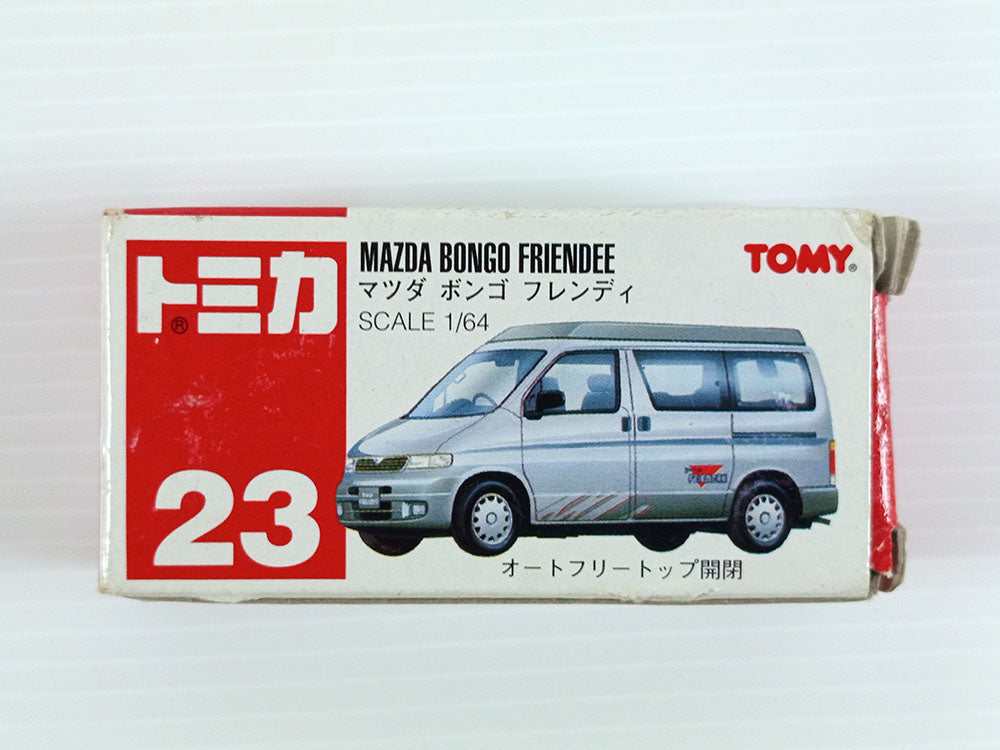 トミカ
®
23
MAZDA BONGO FRIENDEE
マツダ ボンゴ フレンディ
SCALE 1/64
TOMY®
オートフリートップ開閉